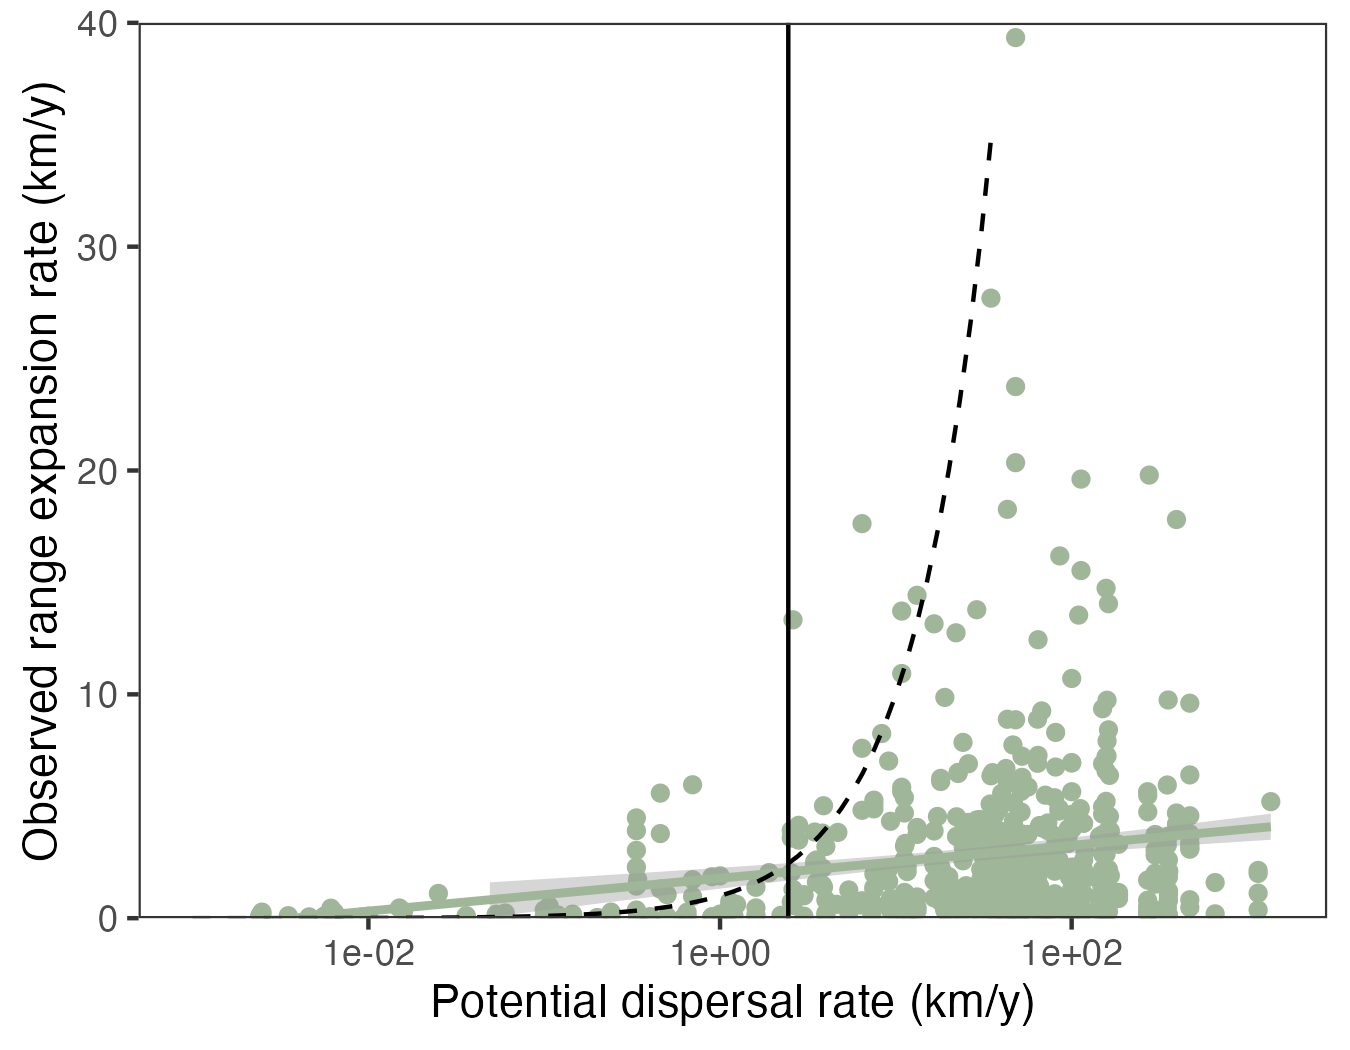 Observed range expansion rate (km/y)
40
30
20
10
0
1e-02
1e+00
1e+02
Potential dispersal rate (km/y)